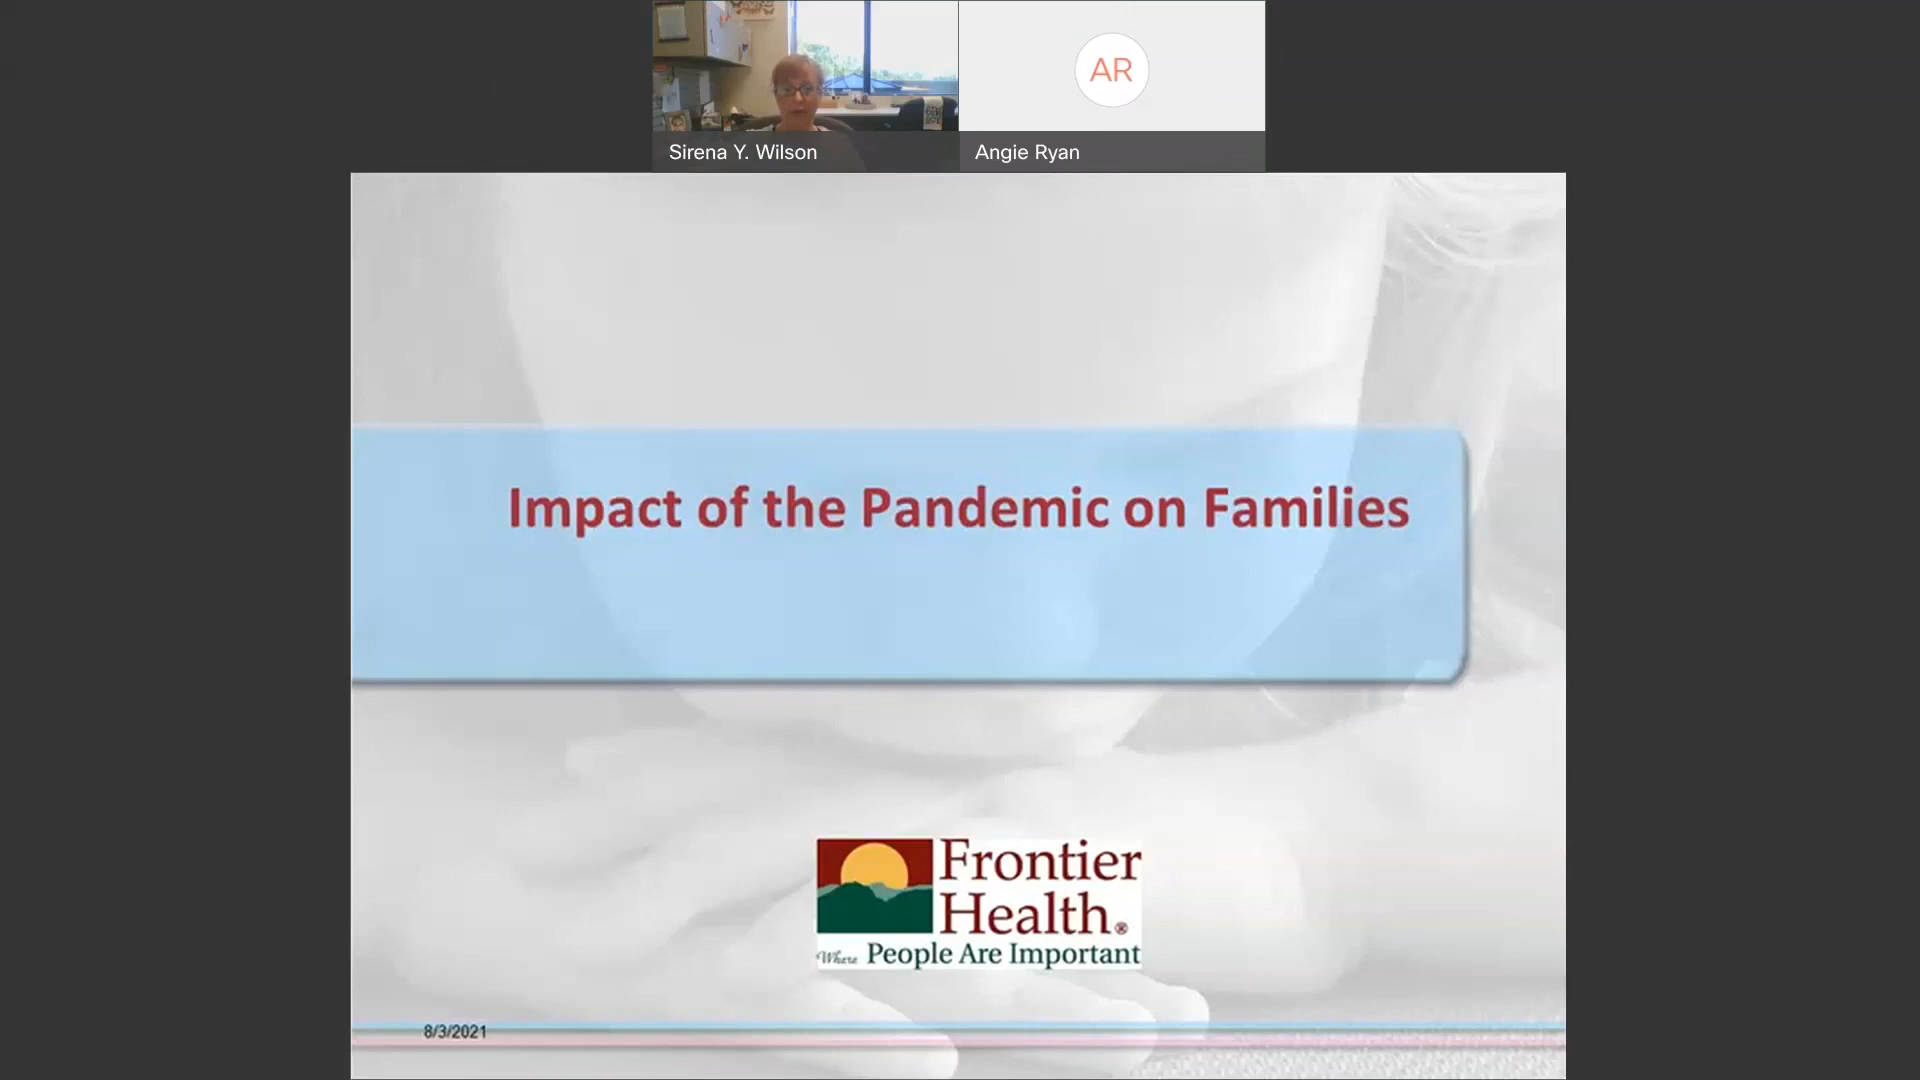 AR
Sirena Y. Wilson
Angie Ryan
Impact of the Pandemic on Families
Frontier
Health®
Where People Are Important
8/3/2021